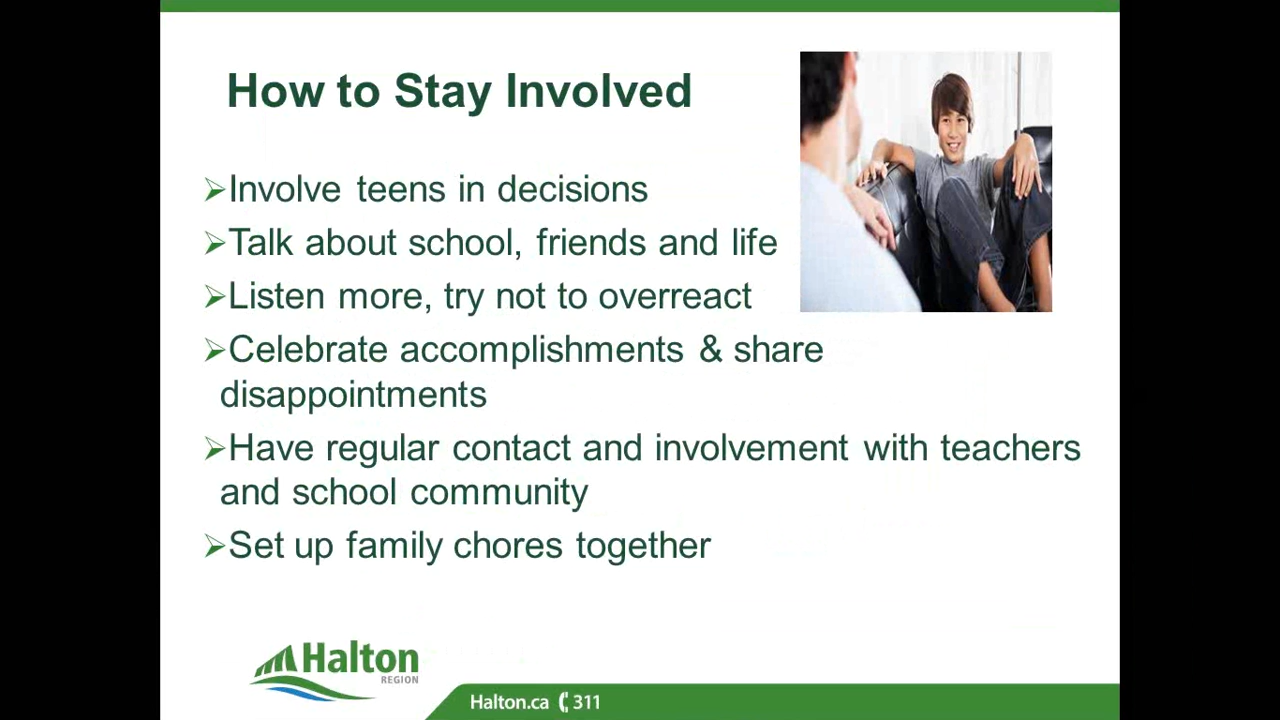 How to Stay Involved
Involve teens in decisions
Talk about school, friends and life
Listen more, try not to overreact
Celebrate accomplishments & share
disappointments
Have regular contact and involvement with teachers
and school community
Set up family chores together
Halton
REGION
Halton.ca 311